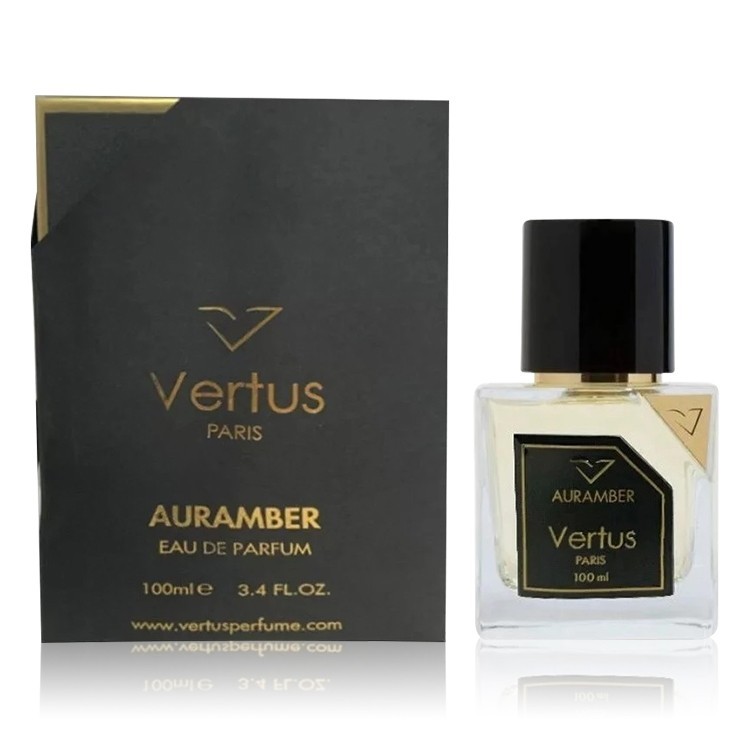 Vertus
PARIS
AURAMBER
EAU DE PARFUM
100ml e 3.4 FL.OZ.
www.vertusperfume.com
AURAMBER
Vertus
PARIS
100 ml